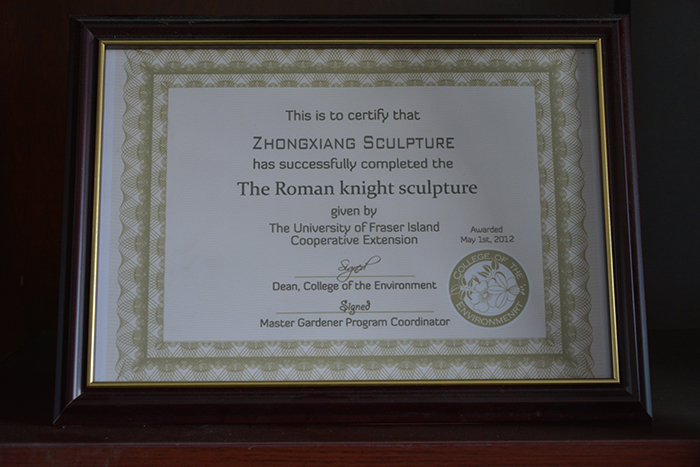 This is to certify that
ZHONGXIANG SCULPTURE
has successfully completed the
The Roman knight sculpture
given by
The University of Fraser Island
Cooperative Extension
Awarded
May 1st, 2012
Signed
Dean, College of the Environment
Signed
Master Gardener Program Coordinator
COLLEGE OF THE
ENVIRONMENRY